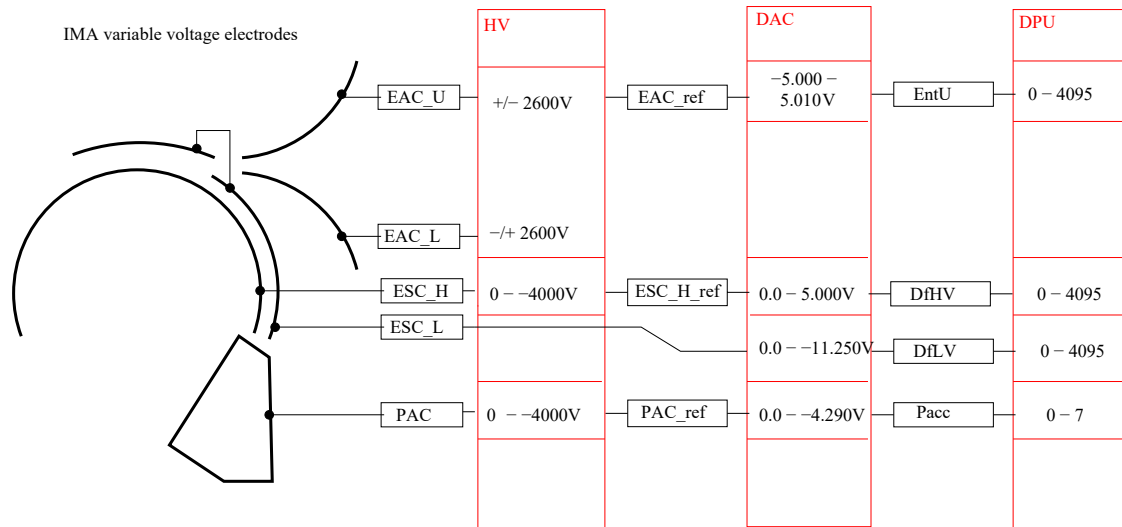 IMA variable voltage electrodes
HV
DAC
DPU
EAC_U
+/− 2600V
EAC_ref
−5.000 −
5.010V
EntU
0 − 4095
EAC_L
−/+ 2600V
ESC_H
0 − −4000V
ESC_H_ref
0.0 − 5.000V
DfHV
0 − 4095
ESC_L
0.0 − −11.250V
DfLV
0 − 4095
PAC
0 − −4000V
PAC_ref
0.0 − −4.290V
Pacc
0 − 7